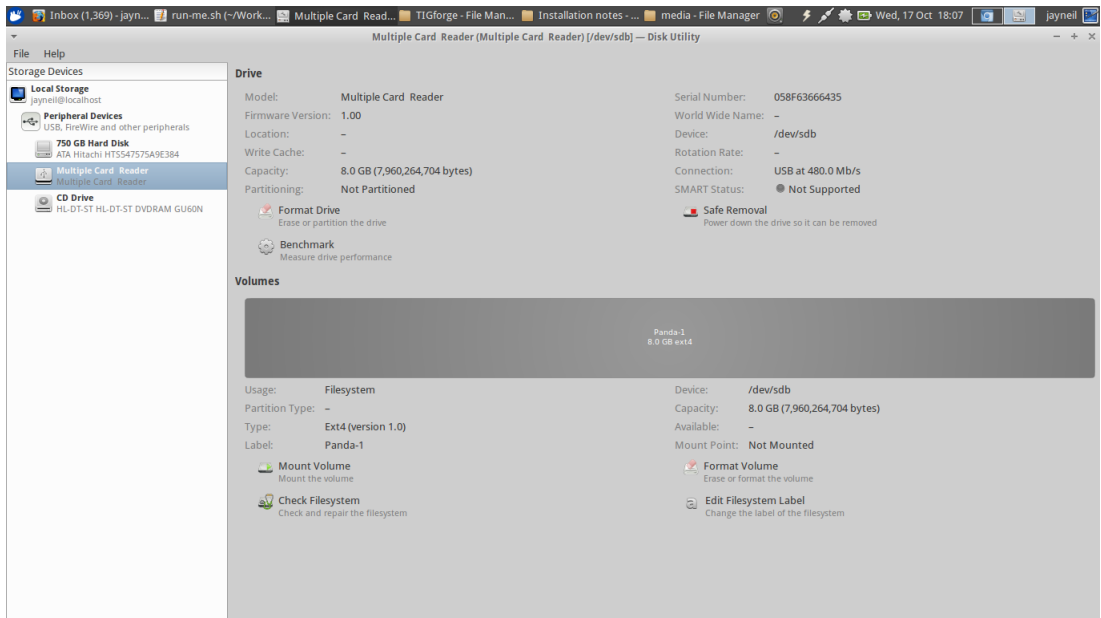 Inbox (1,369) - jayn... run-me.sh (~/Work... Multiple Card Read... TIGforge - File Man... Installation notes - ... media - File Manager Wed, 17 Oct 18:07 jayneil
Multiple Card Reader (Multiple Card Reader) [/dev/sdb] — Disk Utility
File Help
Storage Devices
Local Storage
jayneil@localhost
Peripheral Devices
USB, FireWire and other peripherals
750 GB Hard Disk
ATA Hitachi HTS547575A9E384
Multiple Card Reader
Multiple Card Reader
CD Drive
HL-DT-ST HL-DT-ST DVDRAM GU60N
Drive
Model: Multiple Card Reader Serial Number: 058F63666435
Firmware Version: 1.00 World Wide Name: –
Location: – Device: /dev/sdb
Write Cache: – Rotation Rate: –
Capacity: 8.0 GB (7,960,264,704 bytes) Connection: USB at 480.0 Mb/s
Partitioning: Not Partitioned SMART Status: Not Supported
Format Drive Safe Removal
Erase or partition the drive Power down the drive so it can be removed
Benchmark
Measure drive performance
Volumes
Panda-1
8.0 GB ext4
Usage: Filesystem Device: /dev/sdb
Partition Type: – Capacity: 8.0 GB (7,960,264,704 bytes)
Type: Ext4 (version 1.0) Available: –
Label: Panda-1 Mount Point: Not Mounted
Mount Volume Format Volume
Mount the volume Erase or format the volume
Check Filesystem Edit Filesystem Label
Check and repair the filesystem Change the label of the filesystem